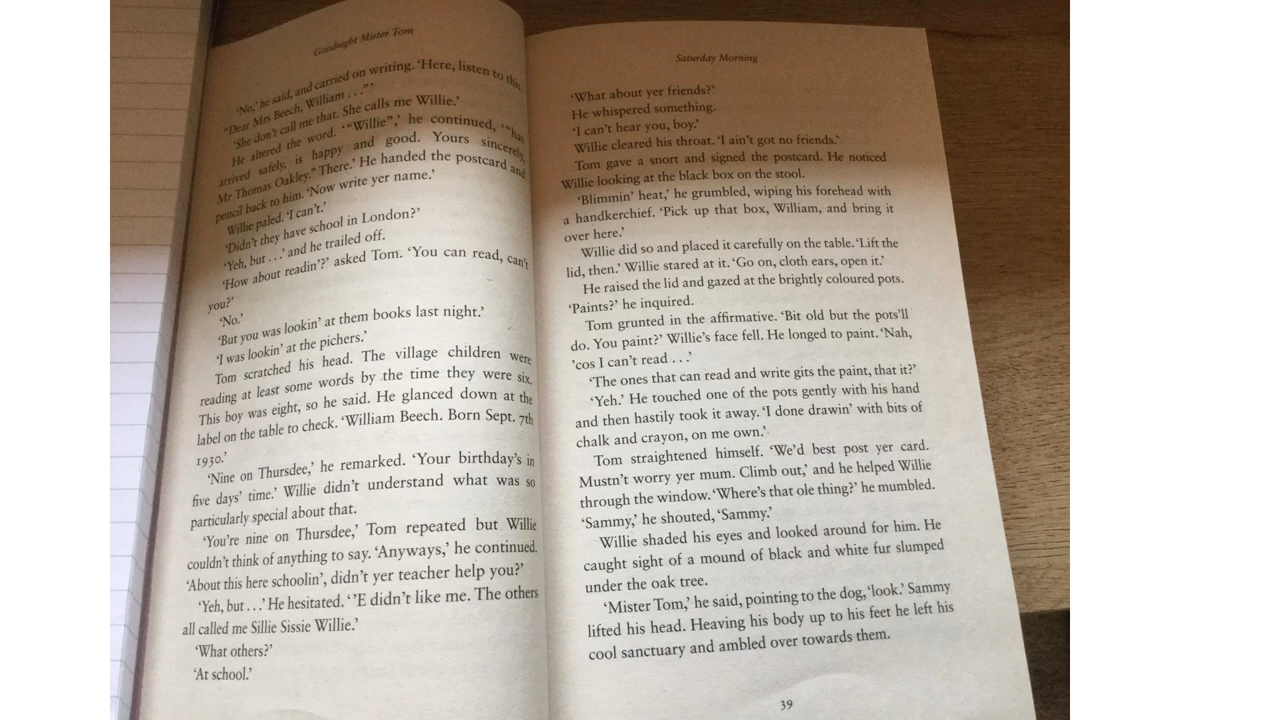 Goodnight Mister Tom
‘No,’ he said, and carried on writing. ‘Here, listen to this.
“Dear Mrs Beech, William . . .”’
‘She don’t call me that. She calls me Willie.’
He altered the word. ‘“Willie”,’ he continued, ‘“has
arrived safely, is happy and good. Yours sincerely,
Mr Thomas Oakley.” There.’ He handed the postcard and
pencil back to him. ‘Now write yer name.’
Willie paled. ‘I can’t.’
‘Didn’t they have school in London?’
‘Yeh, but . . .’ and he trailed off.
‘How about readin’?’ asked Tom. ‘You can read, can’t
you?’
‘No.’
‘But you was lookin’ at them books last night.’
‘I was lookin’ at the pichers.’
Tom scratched his head. The village children were
reading at least some words by the time they were six.
This boy was eight, so he said. He glanced down at the
label on the table to check. ‘William Beech. Born Sept. 7th
1930.’
‘Nine on Thursdee,’ he remarked. ‘Your birthday’s in
five days’ time.’ Willie didn’t understand what was so
particularly special about that.
‘You’re nine on Thursdee,’ Tom repeated but Willie
couldn’t think of anything to say. ‘Anyways,’ he continued.
‘About this here schoolin’, didn’t yer teacher help you?’
‘Yeh, but . . .’ He hesitated. ‘’E didn’t like me. The others
all called me Sillie Sissie Willie.’
‘What others?’
‘At school.’
Saturday Morning
‘What about yer friends?’
He whispered something.
‘I can’t hear you, boy.’
Willie cleared his throat. ‘I ain’t got no friends.’
Tom gave a snort and signed the postcard. He noticed
Willie looking at the black box on the stool.
‘Blimmin’ heat,’ he grumbled, wiping his forehead with
a handkerchief. ‘Pick up that box, William, and bring it
over here.’
Willie did so and placed it carefully on the table. ‘Lift the
lid, then.’ Willie stared at it. ‘Go on, cloth ears, open it.’
He raised the lid and gazed at the brightly coloured pots.
‘Paints?’ he inquired.
Tom grunted in the affirmative. ‘Bit old but the pots’ll
do. You paint?’ Willie’s face fell. He longed to paint. ‘Nah,
’cos I can’t read . . .’
‘The ones that can read and write gits the paint, that it?’
‘Yeh.’ He touched one of the pots gently with his hand
and then hastily took it away. ‘I done drawin’ with bits of
chalk and crayon, on me own.’
Tom straightened himself. ‘We’d best post yer card.
Mustn’t worry yer mum. Climb out,’ and he helped Willie
through the window. ‘Where’s that ole thing?’ he mumbled.
‘Sammy,’ he shouted, ‘Sammy.’
Willie shaded his eyes and looked around for him. He
caught sight of a mound of black and white fur slumped
under the oak tree.
‘Mister Tom,’ he said, pointing to the dog, ‘look.’ Sammy
lifted his head. Heaving his body up to his feet he left his
cool sanctuary and ambled over towards them.
39